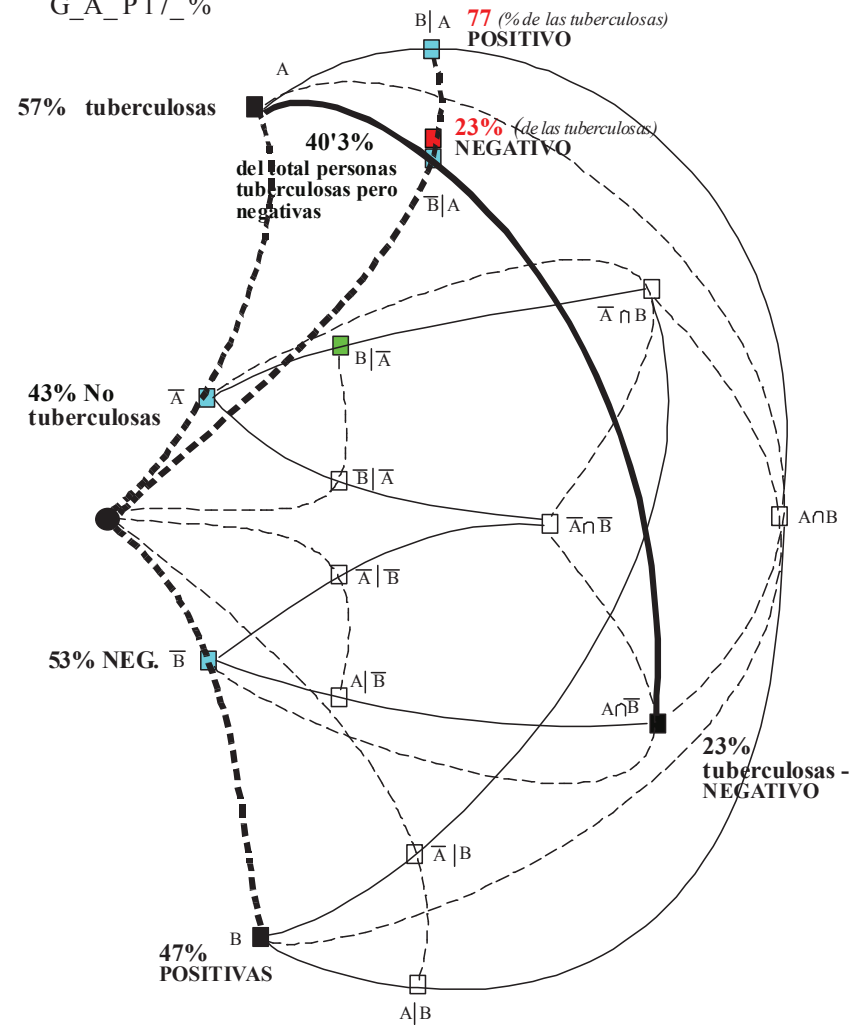 G_A_P17_%
B|A
77 (% de las tuberculosas)
POSITIVO
A
57% tuberculosas
40'3%
del total personas
tuberculosas pero
negativas
23% (de las tuberculosas)
NEGATIVO
B̅|A
A̅ ∩ B
B|A̅
43% No
tuberculosas
A̅
B̅|A̅
A̅∩B̅
A∩B
A̅|B̅
53% NEG. B̅
A|B̅
A∩B̅
23%
tuberculosas -
NEGATIVO
A̅|B
B
47%
POSITIVAS
A|B